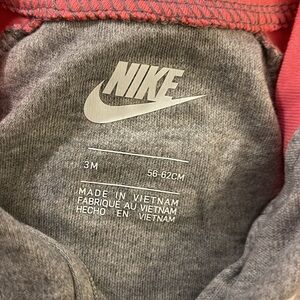 NIKE
3M 56-62CM
MADE IN VIETNAM
FABRIQUÉ AU VIETNAM
HECHO EN VIETNAM